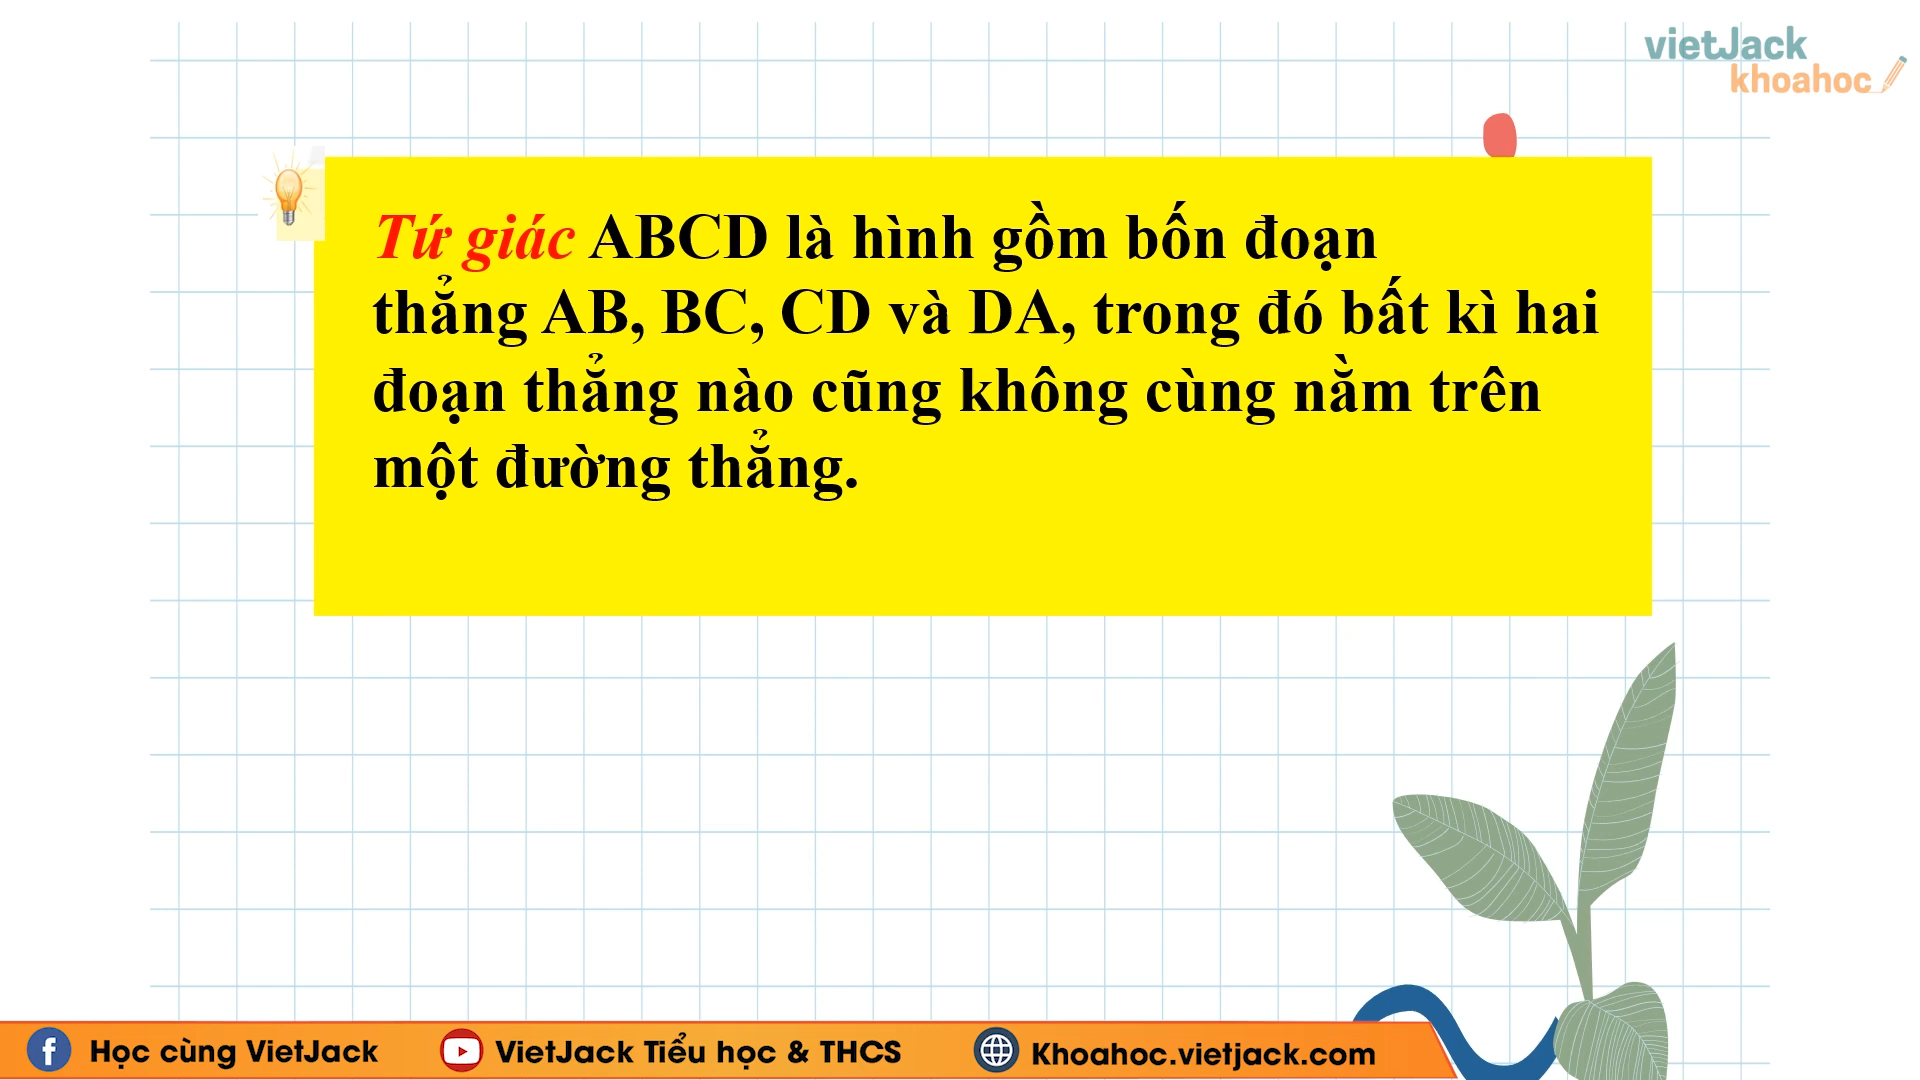 vietJack
khoahoc
Tứ giác ABCD là hình gồm bốn đoạn
thẳng AB, BC, CD và DA, trong đó bất kì hai
đoạn thẳng nào cũng không cùng nằm trên
một đường thẳng.
Học cùng VietJack
VietJack Tiểu học & THCS
Khoahoc.vietjack.com